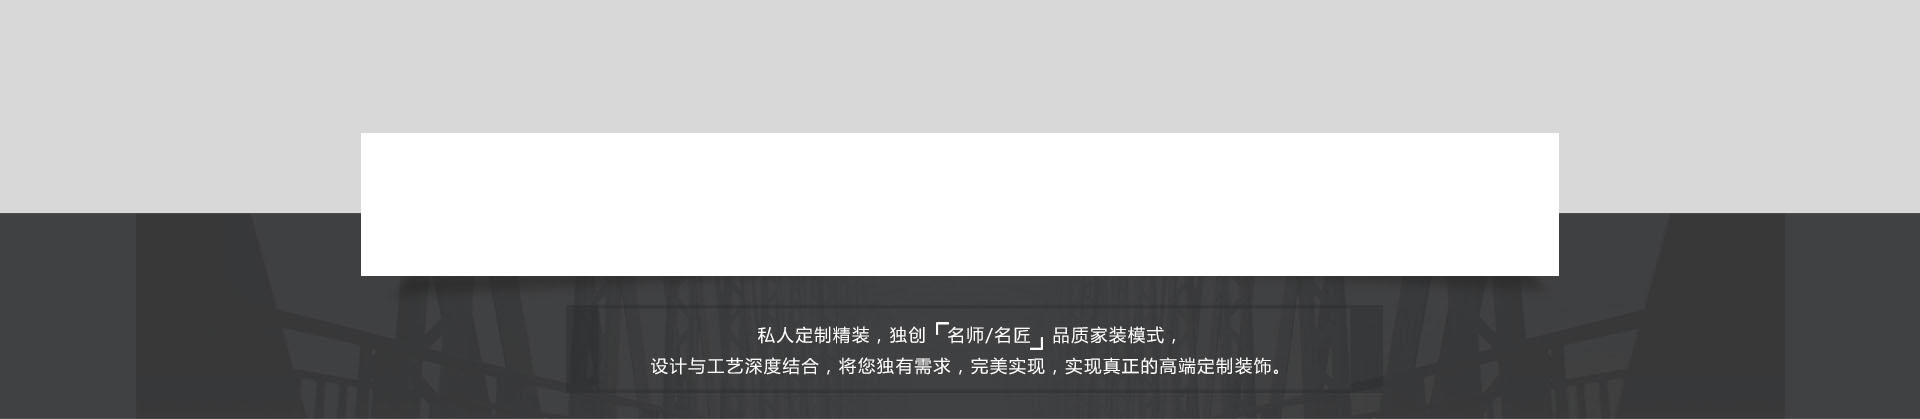 私人定制精装，独创「名师/名匠」品质家装模式，
设计与工艺深度结合，将您独有需求，完美实现，实现真正的高端定制装饰。